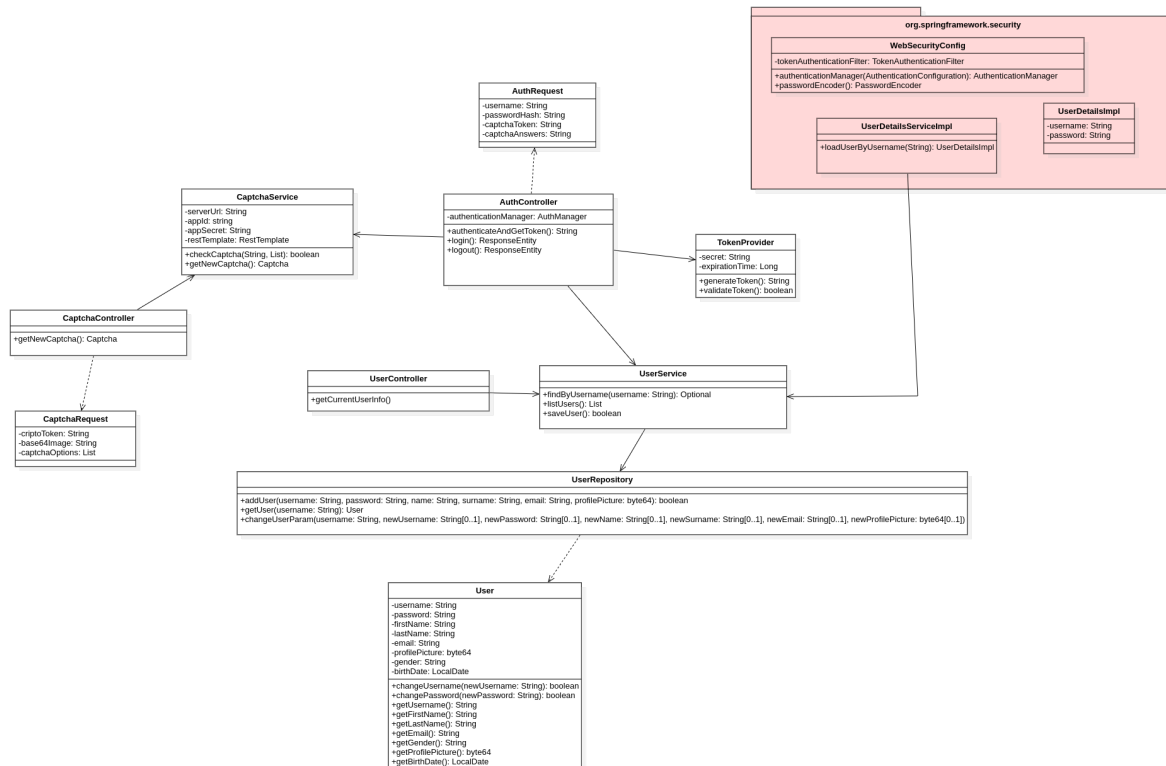 org.springframework.security
WebSecurityConfig
-tokenAuthenticationFilter: TokenAuthenticationFilter
+authenticationManager(AuthenticationConfiguration): AuthenticationManager
+passwordEncoder(): PasswordEncoder
UserDetailsImpl
-username: String
-password: String
UserDetailsServiceImpl
+loadUserByUsername(String): UserDetailsImpl
AuthRequest
-username: String
-passwordHash: String
-captchaToken: String
-captchaAnswers: String
CaptchaService
-serverUrl: String
-appId: string
-appSecret: String
-restTemplate: RestTemplate
+checkCaptcha(String, List): boolean
+getNewCaptcha(): Captcha
AuthController
-authenticationManager: AuthManager
+authenticateAndGetToken(): String
+login(): ResponseEntity
+logout(): ResponseEntity
TokenProvider
-secret: String
-expirationTime: Long
+generateToken(): String
+validateToken(): boolean
CaptchaController
+getNewCaptcha(): Captcha
UserController
+getCurrentUserInfo()
UserService
+findByUsername(username: String): Optional
+listUsers(): List
+saveUser(): boolean
CaptchaRequest
-criptoToken: String
-base64Image: String
-captchaOptions: List
UserRepository
+addUser(username: String, password: String, name: String, surname: String, email: String, profilePicture: byte64): boolean
+getUser(username: String): User
+changeUserParam(username: String, newUsername: String[0..1], newPassword: String[0..1], newName: String[0..1], newSurname: String[0..1], newEmail: String[0..1], newProfilePicture: byte64[0..1])
User
-username: String
-password: String
-firstName: String
-lastName: String
-email: String
-profilePicture: byte64
-gender: String
-birthDate: LocalDate
+changeUsername(newUsername: String): boolean
+changePassword(newPassword: String): boolean
+getUsername(): String
+getFirstName(): String
+getLastName(): String
+getEmail(): String
+getGender(): String
+getProfilePicture(): byte64
+getBirthDate(): LocalDate